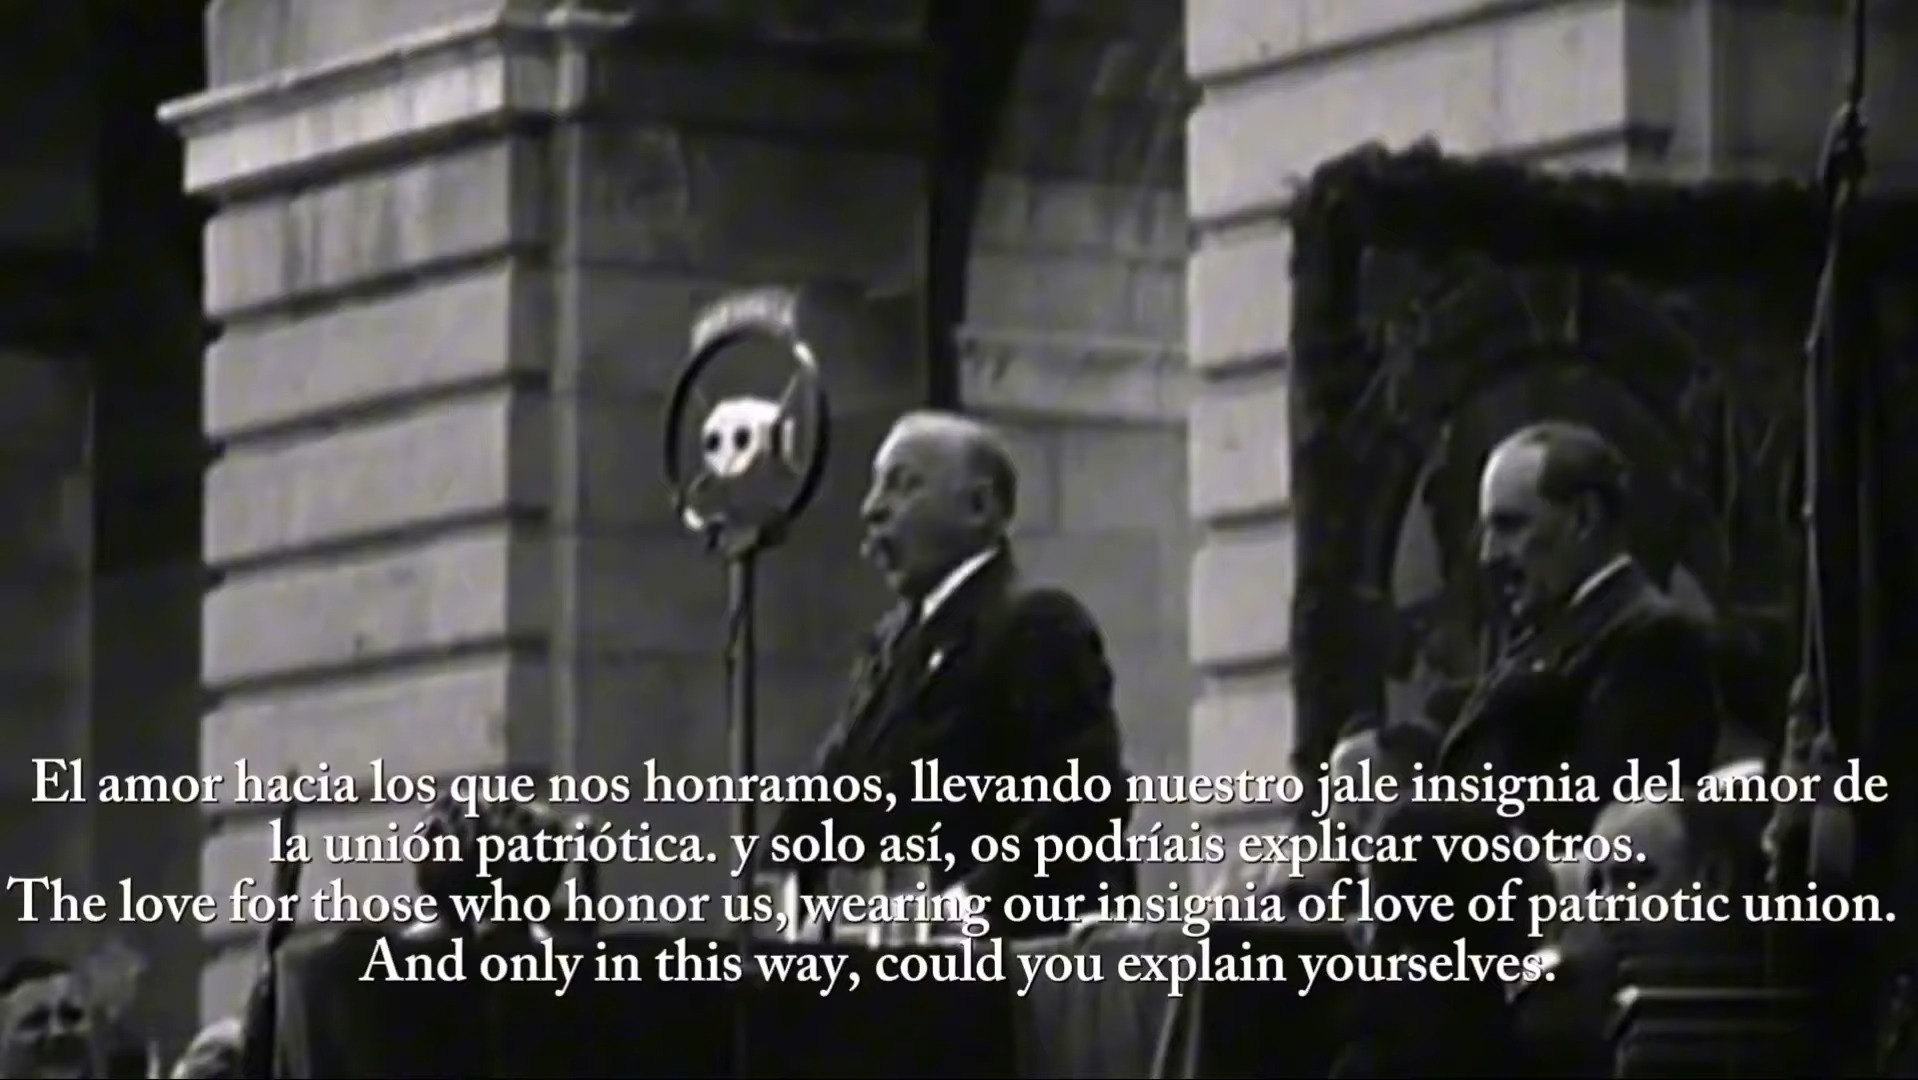 El amor hacia los que nos honramos, llevando nuestro jale insignia del amor de
la unión patriótica. y solo así, os podríais explicar vosotros.
The love for those who honor us, wearing our insignia of love of patriotic union.
And only in this way, could you explain yourselves.